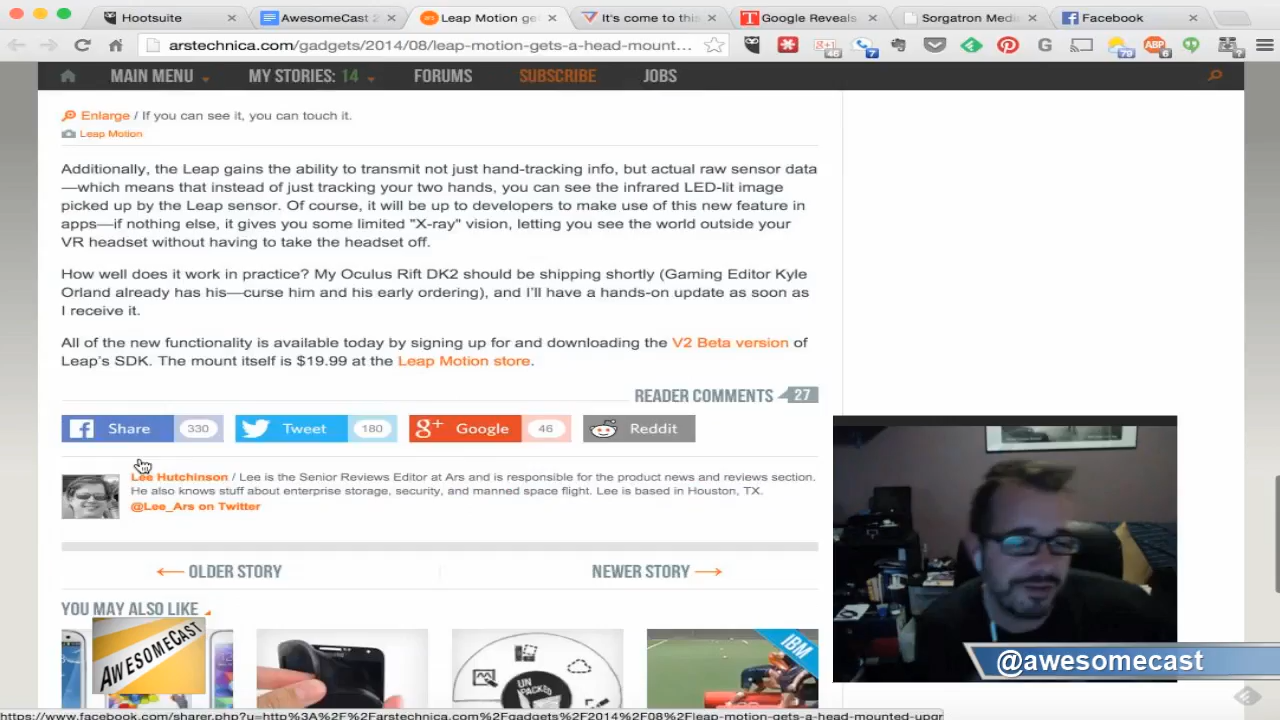 Hootsuite
AwesomeCast 2
Leap Motion ge
It's come to this
Google Reveals
Sorgatron Medi
Facebook
arstechnica.com/gadgets/2014/08/leap-motion-gets-a-head-mount...
46
7
79
ABP
6
MAIN MENU
MY STORIES: 14
FORUMS
SUBSCRIBE
JOBS
Enlarge / If you can see it, you can touch it.
Leap Motion
Additionally, the Leap gains the ability to transmit not just hand-tracking info, but actual raw sensor data
—which means that instead of just tracking your two hands, you can see the infrared LED-lit image
picked up by the Leap sensor. Of course, it will be up to developers to make use of this new feature in
apps—if nothing else, it gives you some limited "X-ray" vision, letting you see the world outside your
VR headset without having to take the headset off.
How well does it work in practice? My Oculus Rift DK2 should be shipping shortly (Gaming Editor Kyle
Orland already has his—curse him and his early ordering), and I'll have a hands-on update as soon as
I receive it.
All of the new functionality is available today by signing up for and downloading the V2 Beta version of
Leap's SDK. The mount itself is $19.99 at the Leap Motion store.
READER COMMENTS 27
Share 330
Tweet 180
g+ Google 46
Reddit
Lee Hutchinson / Lee is the Senior Reviews Editor at Ars and is responsible for the product news and reviews section.
He also knows stuff about enterprise storage, security, and manned space flight. Lee is based in Houston, TX.
@Lee_Ars on Twitter
← OLDER STORY
NEWER STORY →
YOU MAY ALSO LIKE
AWESOMECAST
UN
PACKED
IBM
@awesomecast
https://www.facebook.com/sharer.php?u=http%3A%2F%2Farstechnica.com%2Fgadgets%2F2014%2F08%2Fleap-motion-gets-a-head-mounted-upgr